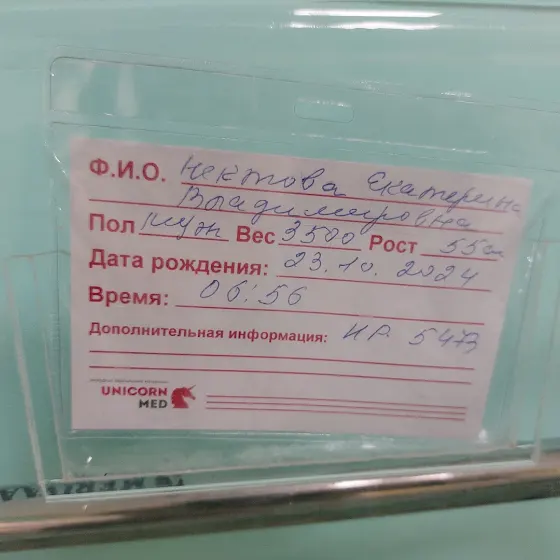 Ф.И.О. Нектова Екатерина
Владимировна
Пол муж Вес 3500 Рост 55см
Дата рождения: 23.10.2024
Время: 06:56
Дополнительная информация: ИР 5473
UNICORN
MED